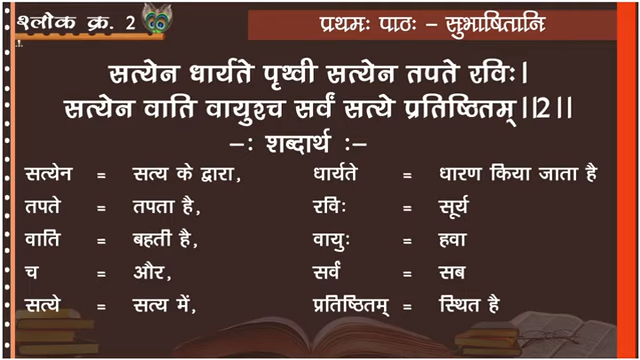 श्लोक क्र. 2
प्रथमः पाठः – सुभाषितानि
सत्येन धार्यते पृथ्वी सत्येन तपते रविः।
सत्येन वाति वायुश्च सर्वं सत्ये प्रतिष्ठितम्॥2॥
-: शब्दार्थ :-
सत्येन = सत्य के द्वारा, धार्यते = धारण किया जाता है
तपते = तपता है, रविः = सूर्य
वाति = बहती है, वायुः = हवा
च = और, सर्वं = सब
सत्ये = सत्य में, प्रतिष्ठितम् = स्थित है